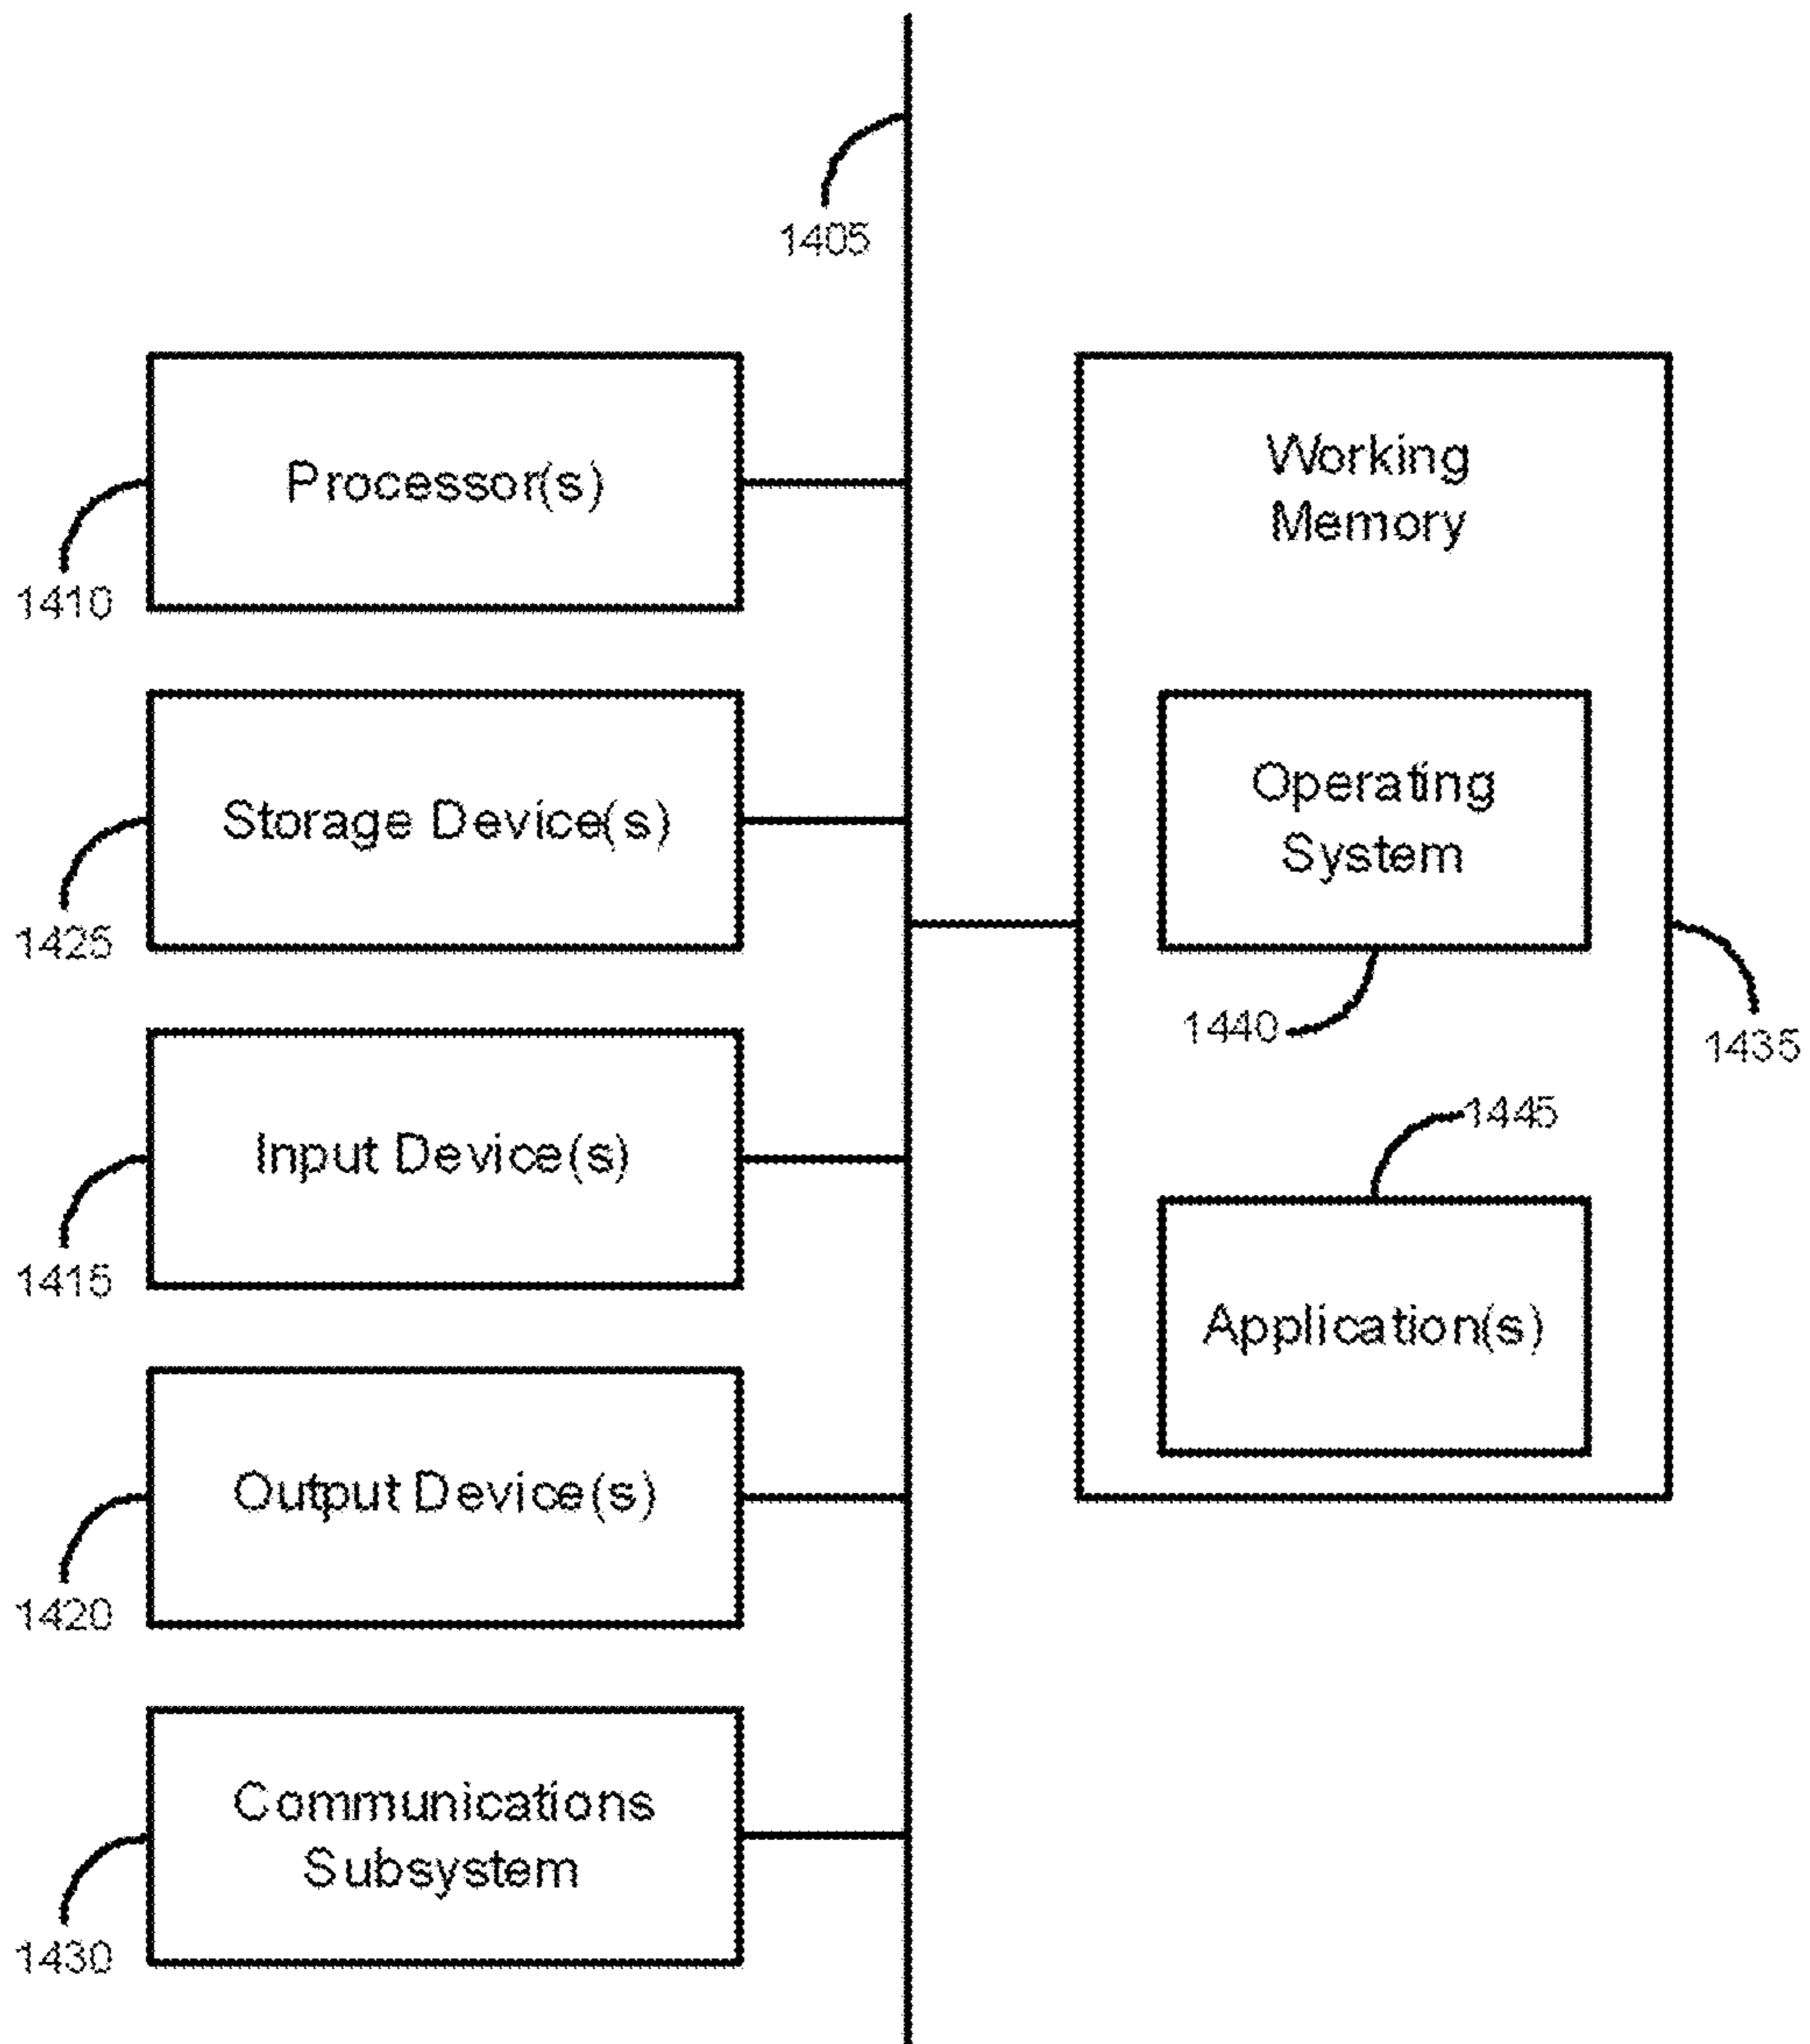 1405
Processor(s)
1410
Storage Device(s)
1425
Input Device(s)
1415
Output Device(s)
1420
Communications
Subsystem
1430
Working
Memory
Operating
System
1440
1435
1445
Application(s)